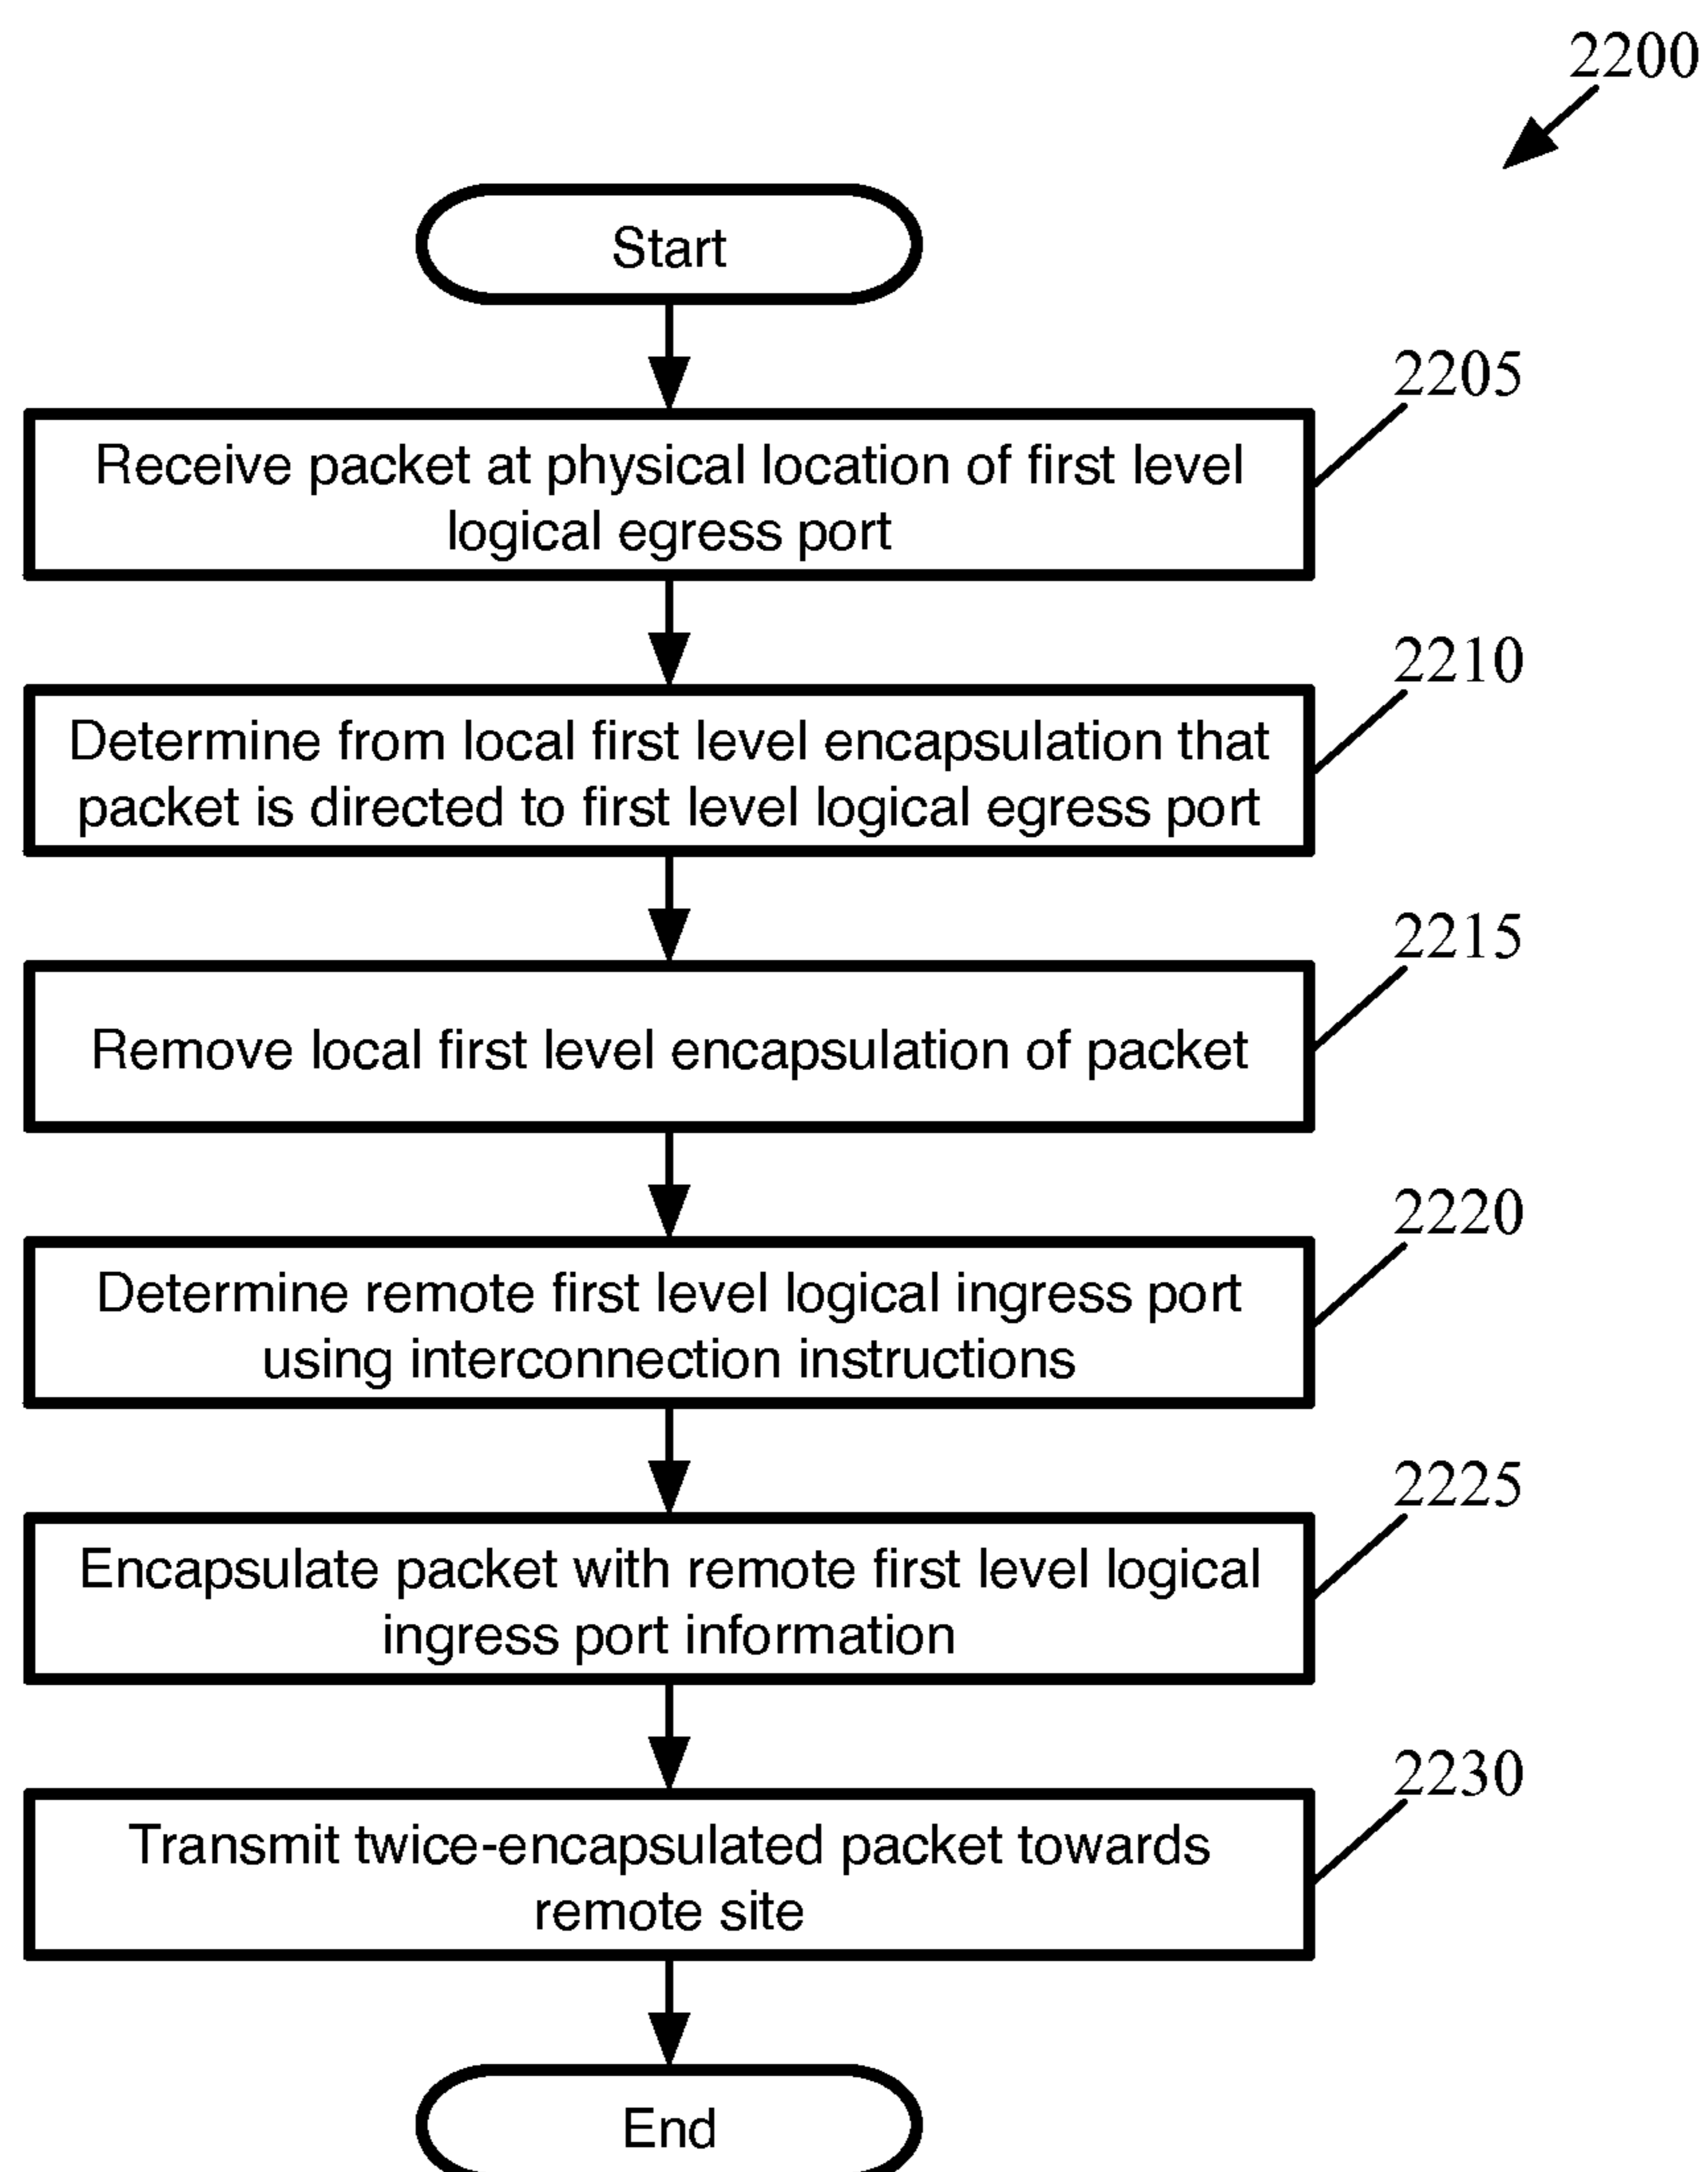 2200
Start
2205
Receive packet at physical location of first level
logical egress port
2210
Determine from local first level encapsulation that
packet is directed to first level logical egress port
2215
Remove local first level encapsulation of packet
2220
Determine remote first level logical ingress port
using interconnection instructions
2225
Encapsulate packet with remote first level logical
ingress port information
2230
Transmit twice-encapsulated packet towards
remote site
End